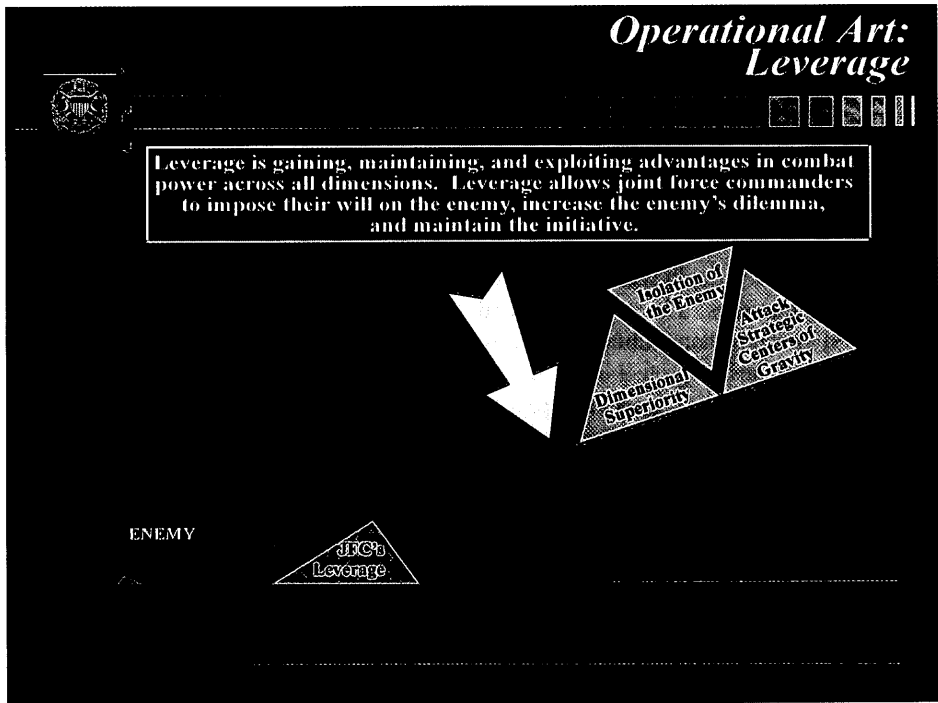 Operational Art:
Leverage
Leverage is gaining, maintaining, and exploiting advantages in combat
power across all dimensions.  Leverage allows joint force commanders
to impose their will on the enemy, increase the enemy's dilemma,
and maintain the initiative.
Isolation of
the Enemy
Attack
Strategic
Centers of
Gravity
Dimensional
Superiority
ENEMY
JFC's
Leverage